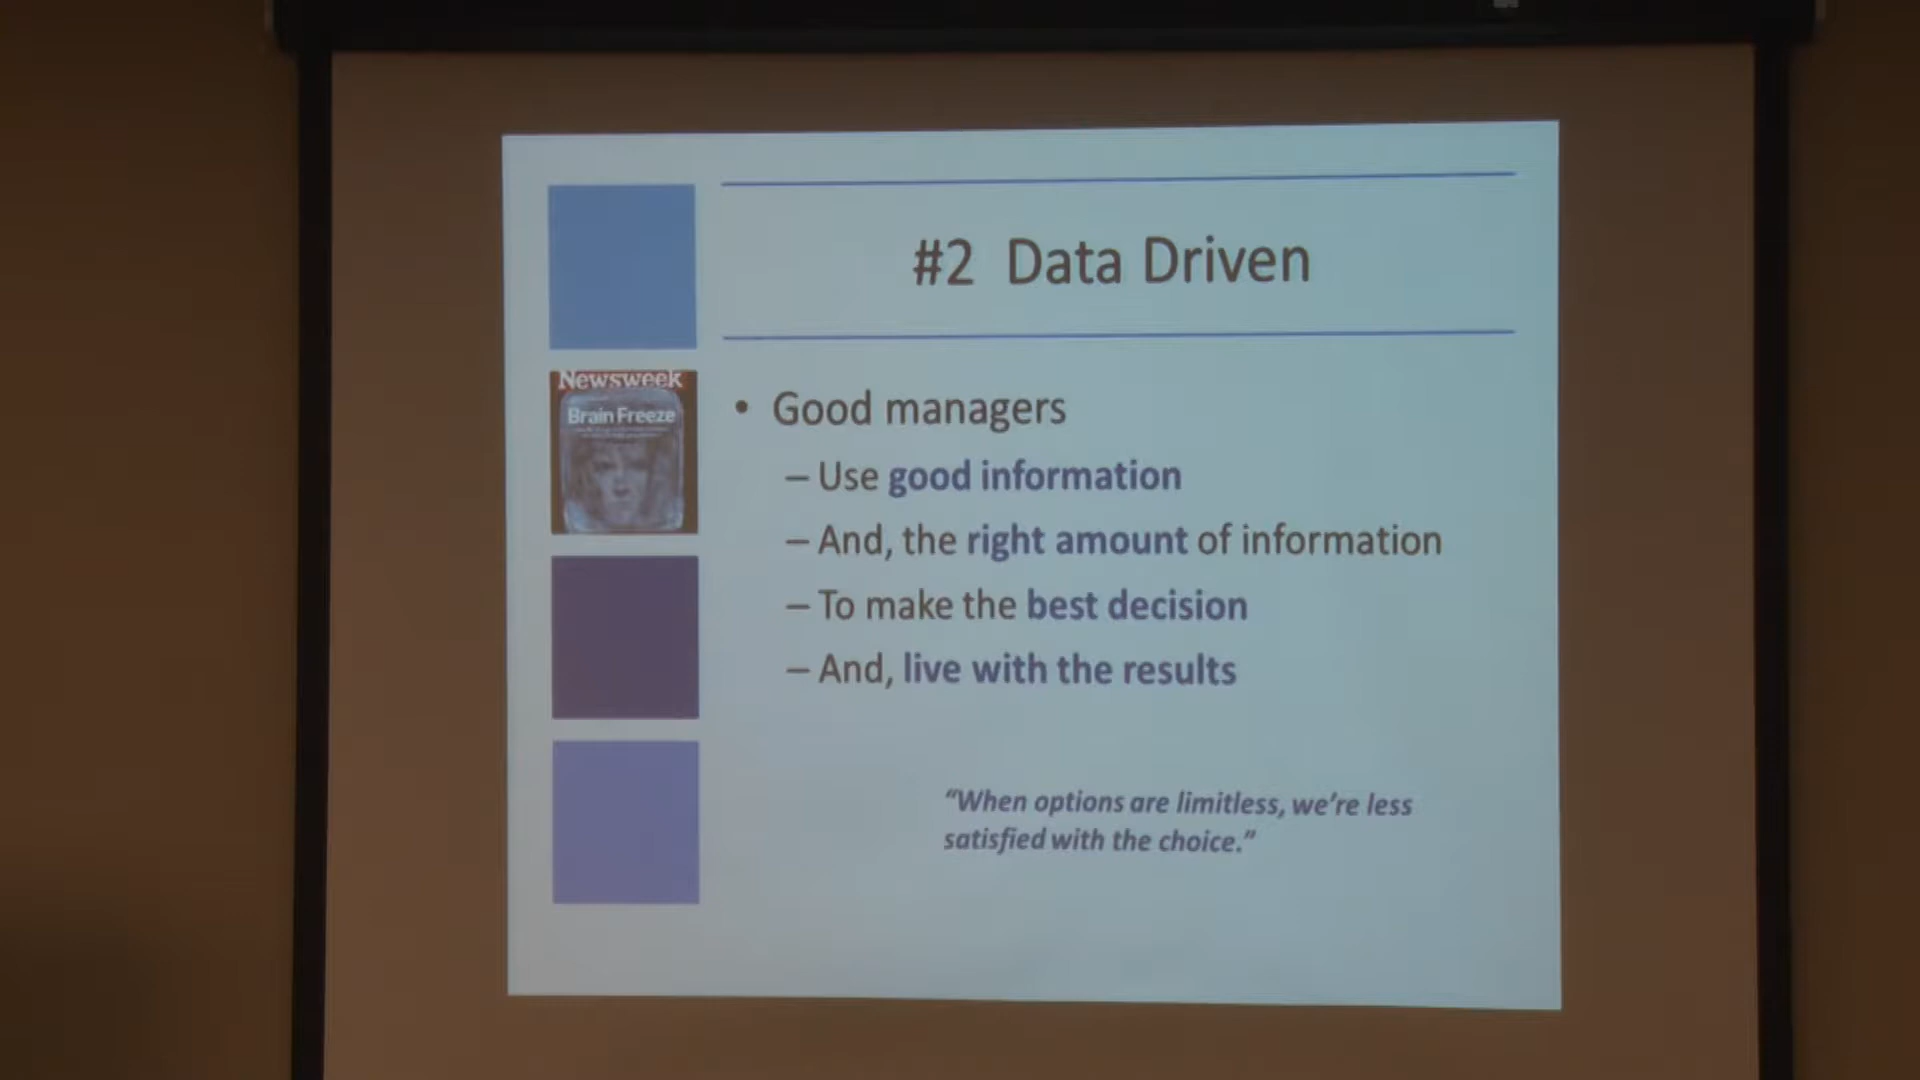 #2 Data Driven
Newsweek
Brain Freeze
• Good managers
– Use good information
– And, the right amount of information
– To make the best decision
– And, live with the results
“When options are limitless, we’re less
satisfied with the choice.”